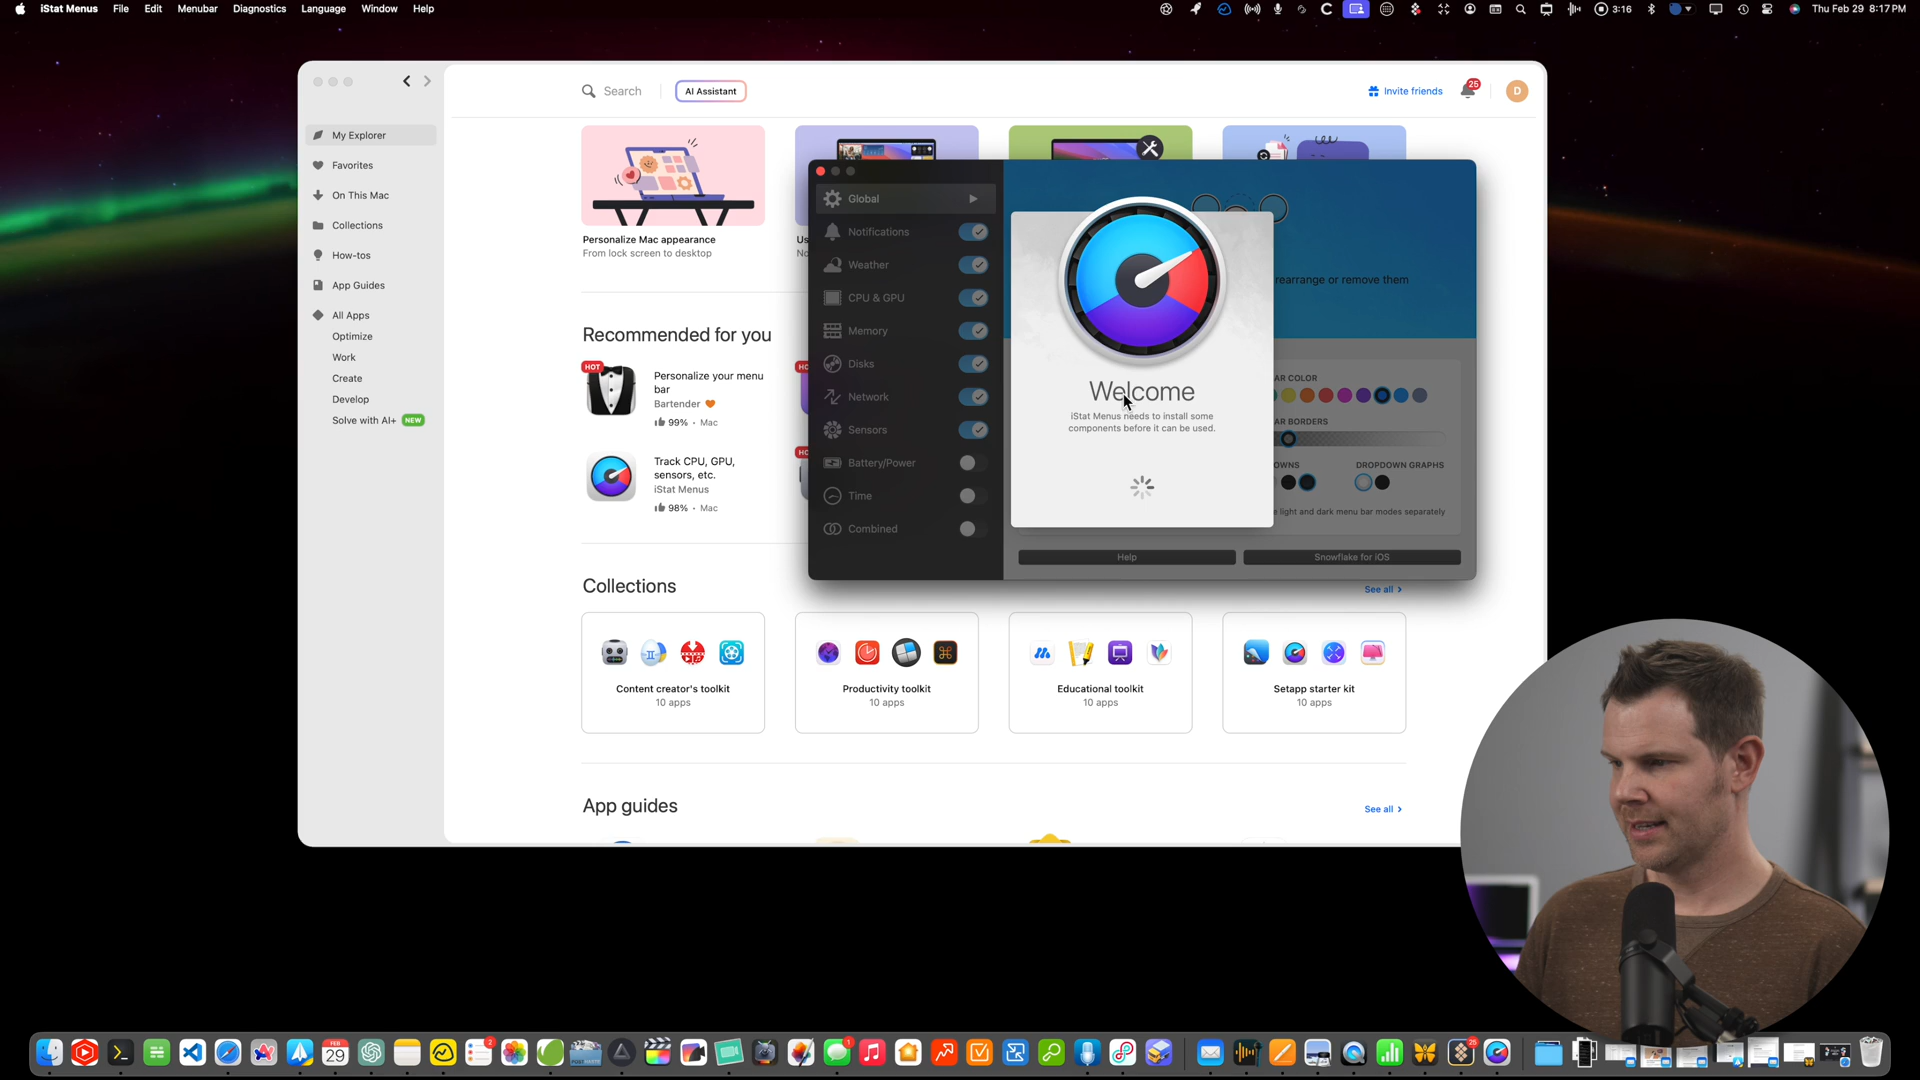 iStat Menus File Edit Menubar Diagnostics Language Window Help
3:16
Thu Feb 29 8:17 PM
Search
AI Assistant
Invite friends
25
D
My Explorer
Favorites
On This Mac
Collections
How-tos
App Guides
All Apps
Optimize
Work
Create
Develop
Solve with AI+ NEW
Personalize Mac appearance
From lock screen to desktop
Recommended for you
HOT
Personalize your menu
bar
Bartender
99% · Mac
Track CPU, GPU,
sensors, etc.
iStat Menus
98% · Mac
Global
Notifications
Weather
CPU & GPU
Memory
Disks
Network
Sensors
Battery/Power
Time
Combined
Welcome
iStat Menus needs to install some
components before it can be used.
rearrange or remove them
AR COLOR
AR BORDERS
OWNS
DROPDOWN GRAPHS
light and dark menu bar modes separately
Help
Snowflake for iOS
Collections
See all >
Content creator's toolkit
10 apps
Productivity toolkit
10 apps
Educational toolkit
10 apps
Setapp starter kit
10 apps
App guides
See all >
FEB
29
2
1
25